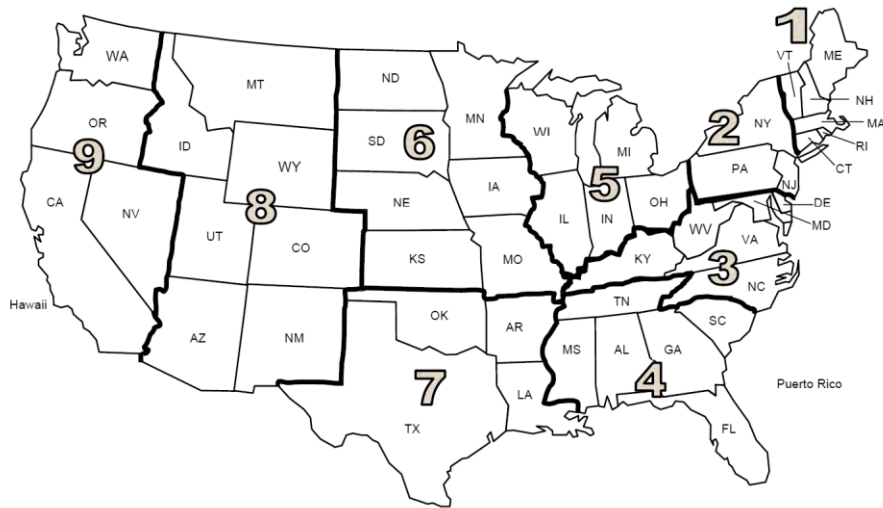 1
WA
MT
ND
MN
VT
ME
NH
OR
ID
SD
6
WI
MI
2
NY
MA
RI
CT
9
WY
5
PA
NJ
CA
NV
8
UT
CO
NE
IA
IL
IN
OH
WV
DE
MD
VA
KS
MO
KY
3
NC
Hawaii
AZ
NM
OK
AR
TN
SC
7
MS
AL
GA
4
Puerto Rico
TX
LA
FL